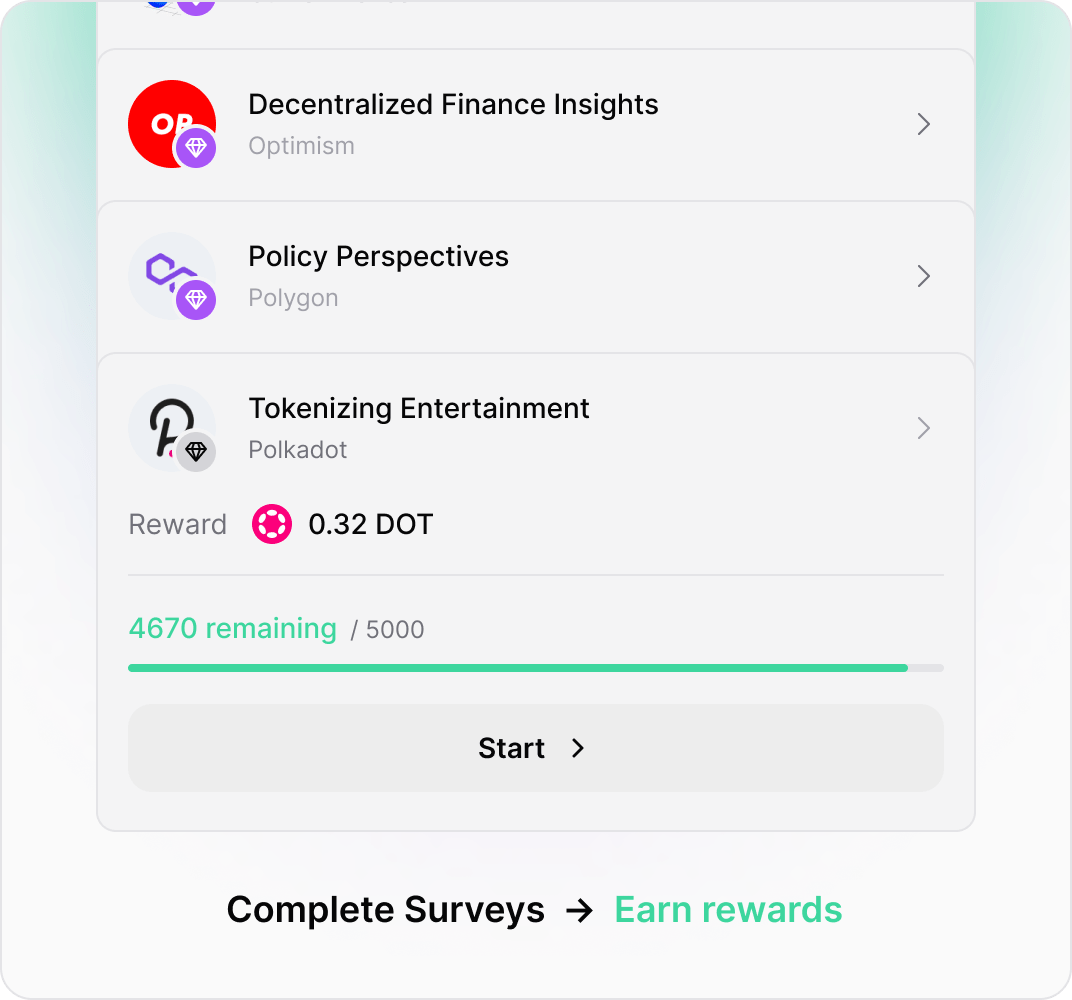 Decentralized Finance Insights
Optimism
Policy Perspectives
Polygon
Tokenizing Entertainment
Polkadot
Reward 0.32 DOT
4670 remaining / 5000
Start
Complete Surveys → Earn rewards